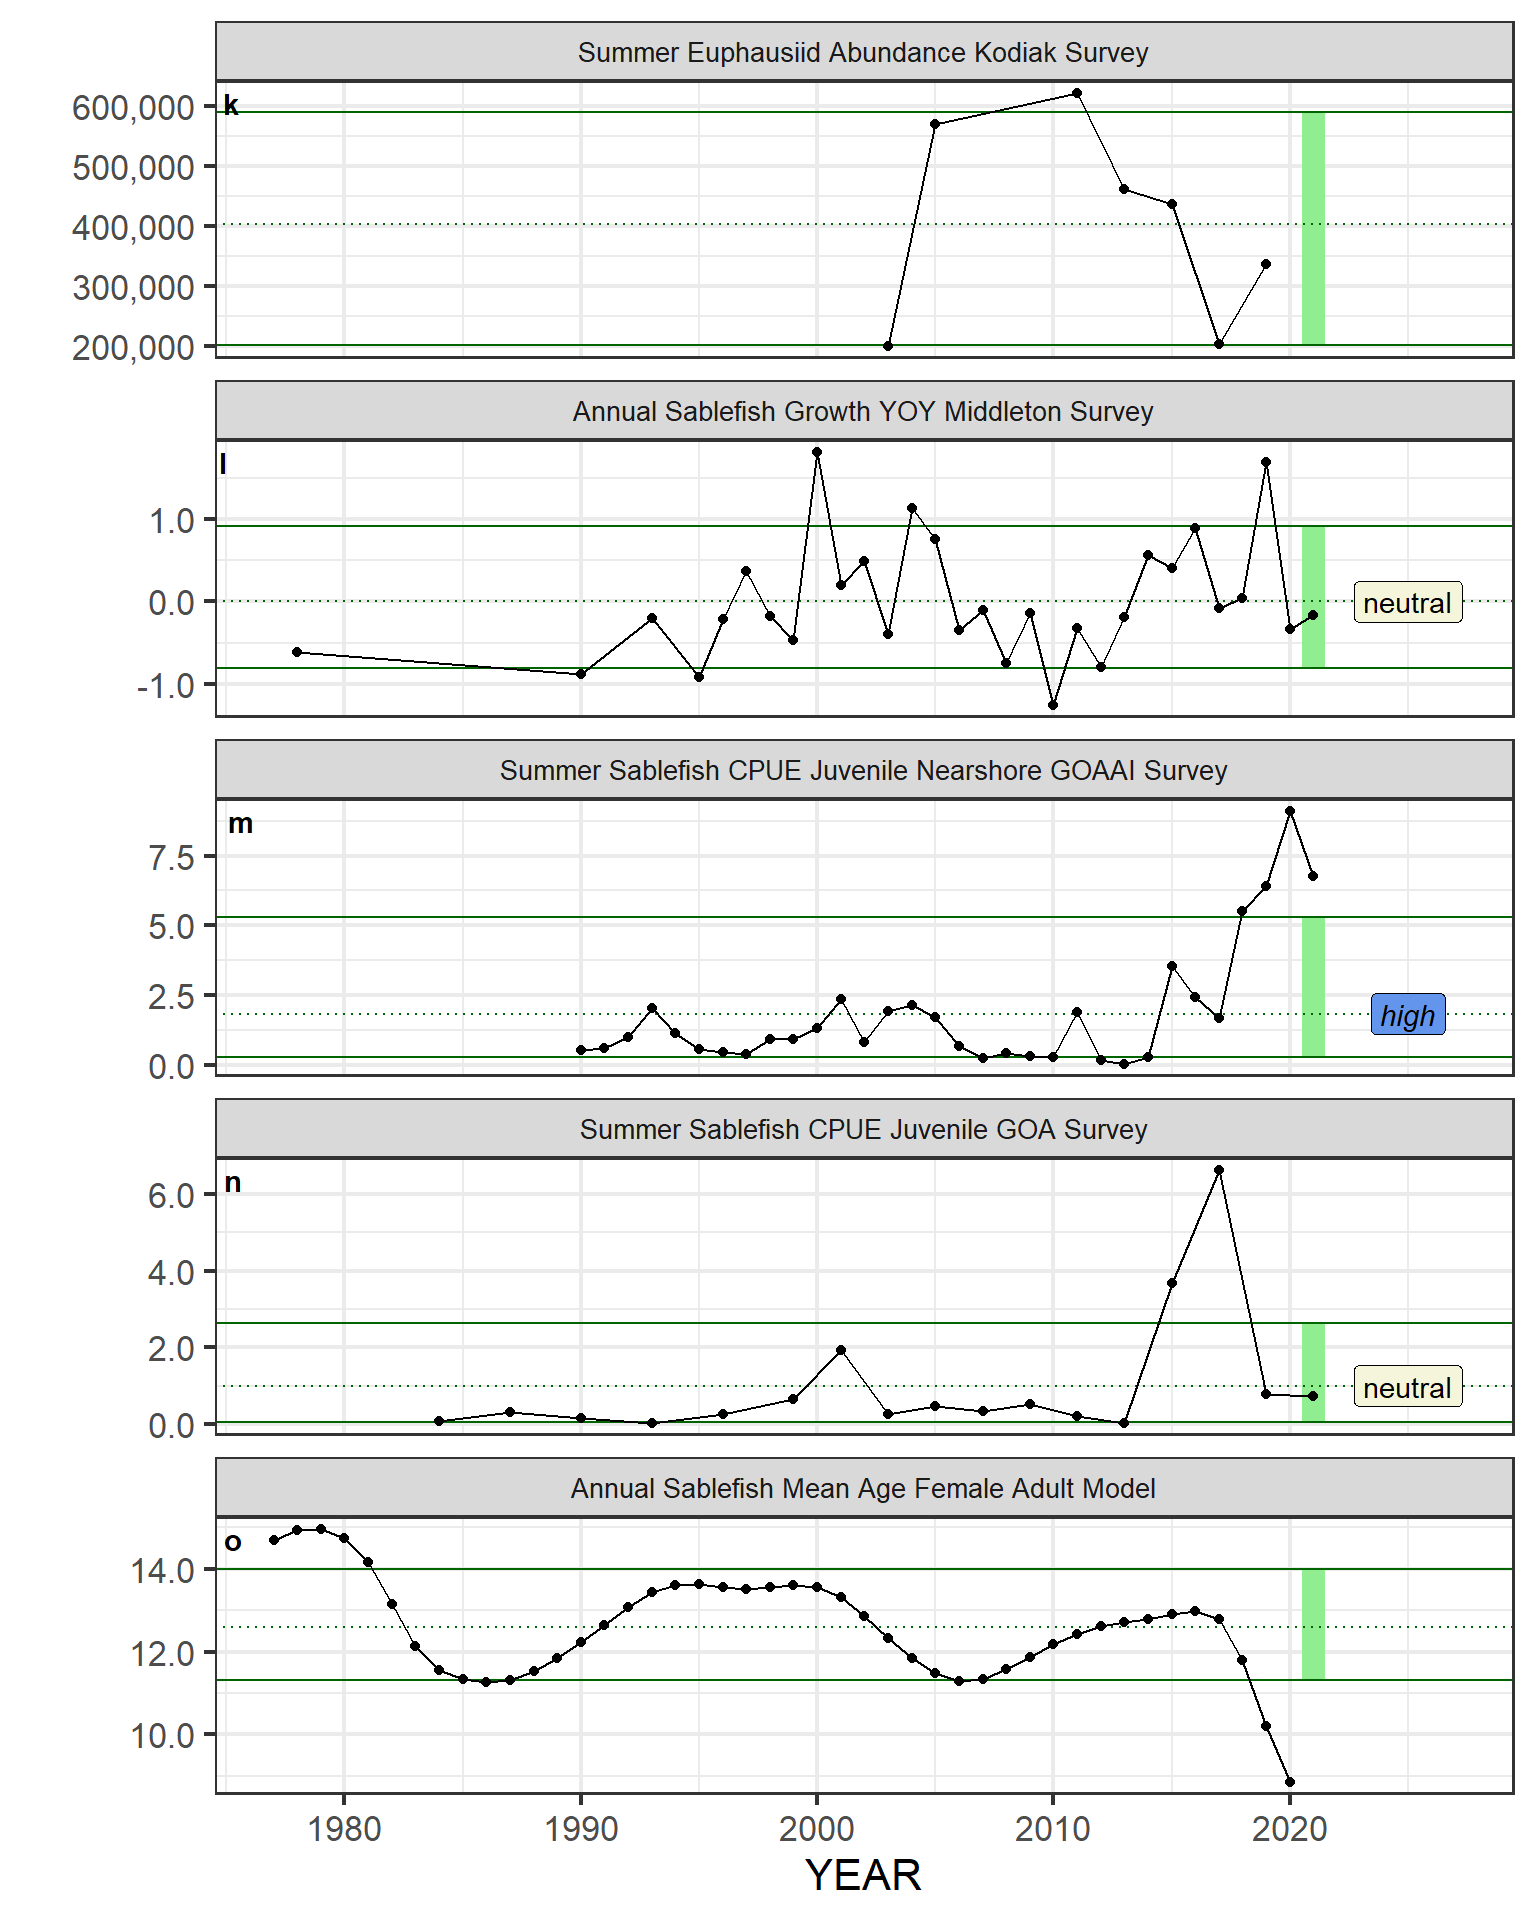 Summer Euphausiid Abundance Kodiak Survey
k
600,000
500,000
400,000
300,000
200,000
Annual Sablefish Growth YOY Middleton Survey
l
1.0
0.0
-1.0
neutral
Summer Sablefish CPUE Juvenile Nearshore GOAAI Survey
m
7.5
5.0
2.5
0.0
high
Summer Sablefish CPUE Juvenile GOA Survey
n
6.0
4.0
2.0
0.0
neutral
Annual Sablefish Mean Age Female Adult Model
o
14.0
12.0
10.0
1980 1990 2000 2010 2020
YEAR